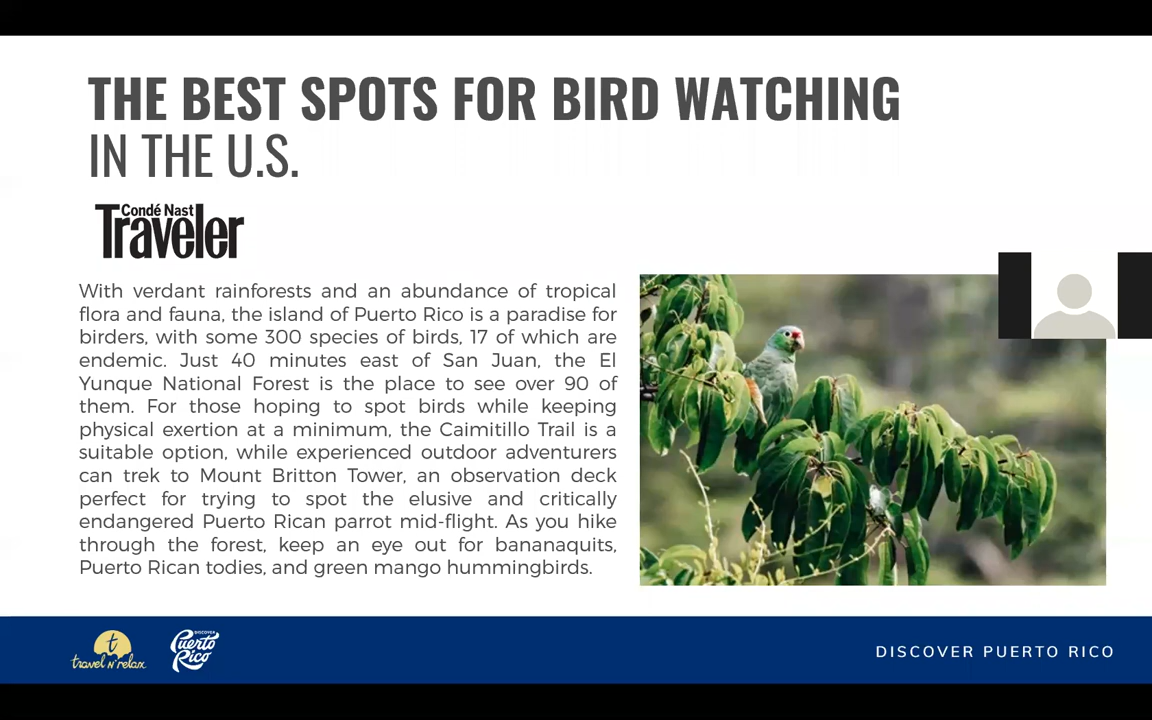 THE BEST SPOTS FOR BIRD WATCHING
IN THE U.S.
Condé Nast
Traveler
With verdant rainforests and an abundance of tropical
flora and fauna, the island of Puerto Rico is a paradise for
birders, with some 300 species of birds, 17 of which are
endemic. Just 40 minutes east of San Juan, the El
Yunque National Forest is the place to see over 90 of
them. For those hoping to spot birds while keeping
physical exertion at a minimum, the Caimitillo Trail is a
suitable option, while experienced outdoor adventurers
can trek to Mount Britton Tower, an observation deck
perfect for trying to spot the elusive and critically
endangered Puerto Rican parrot mid-flight. As you hike
through the forest, keep an eye out for bananaquits,
Puerto Rican todies, and green mango hummingbirds.
t
travel n' relax
DISCOVER
Puerto
Rico
DISCOVER PUERTO RICO